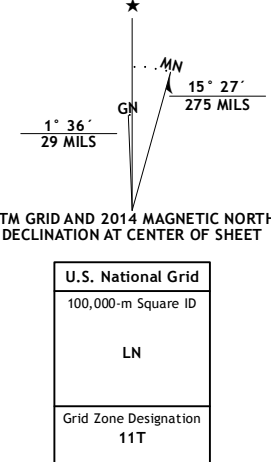 ★
MN
GN
15° 27´
275 MILS
1° 36´
29 MILS
TM GRID AND 2014 MAGNETIC NORTH
DECLINATION AT CENTER OF SHEET
U.S. National Grid
100,000-m Square ID
LN
Grid Zone Designation
11T